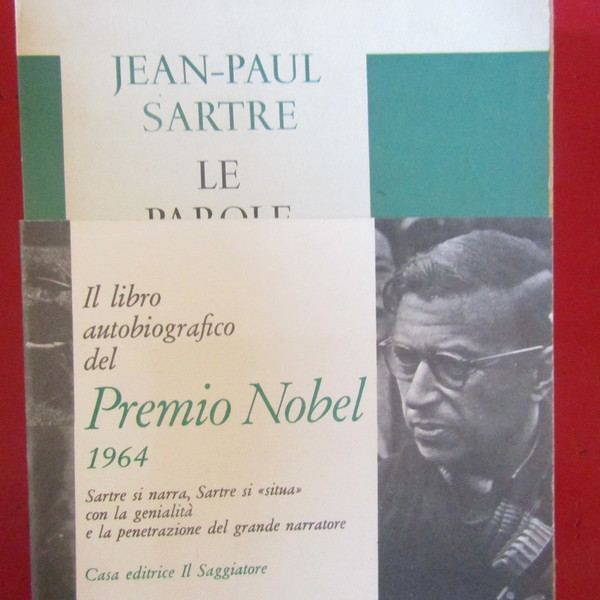 JEAN-PAUL
SARTRE
LE
PAROLE
Il libro
autobiografico
del
Premio Nobel
1964
Sartre si narra, Sartre si «situa»
con la genialità
e la penetrazione del grande narratore
Casa editrice Il Saggiatore